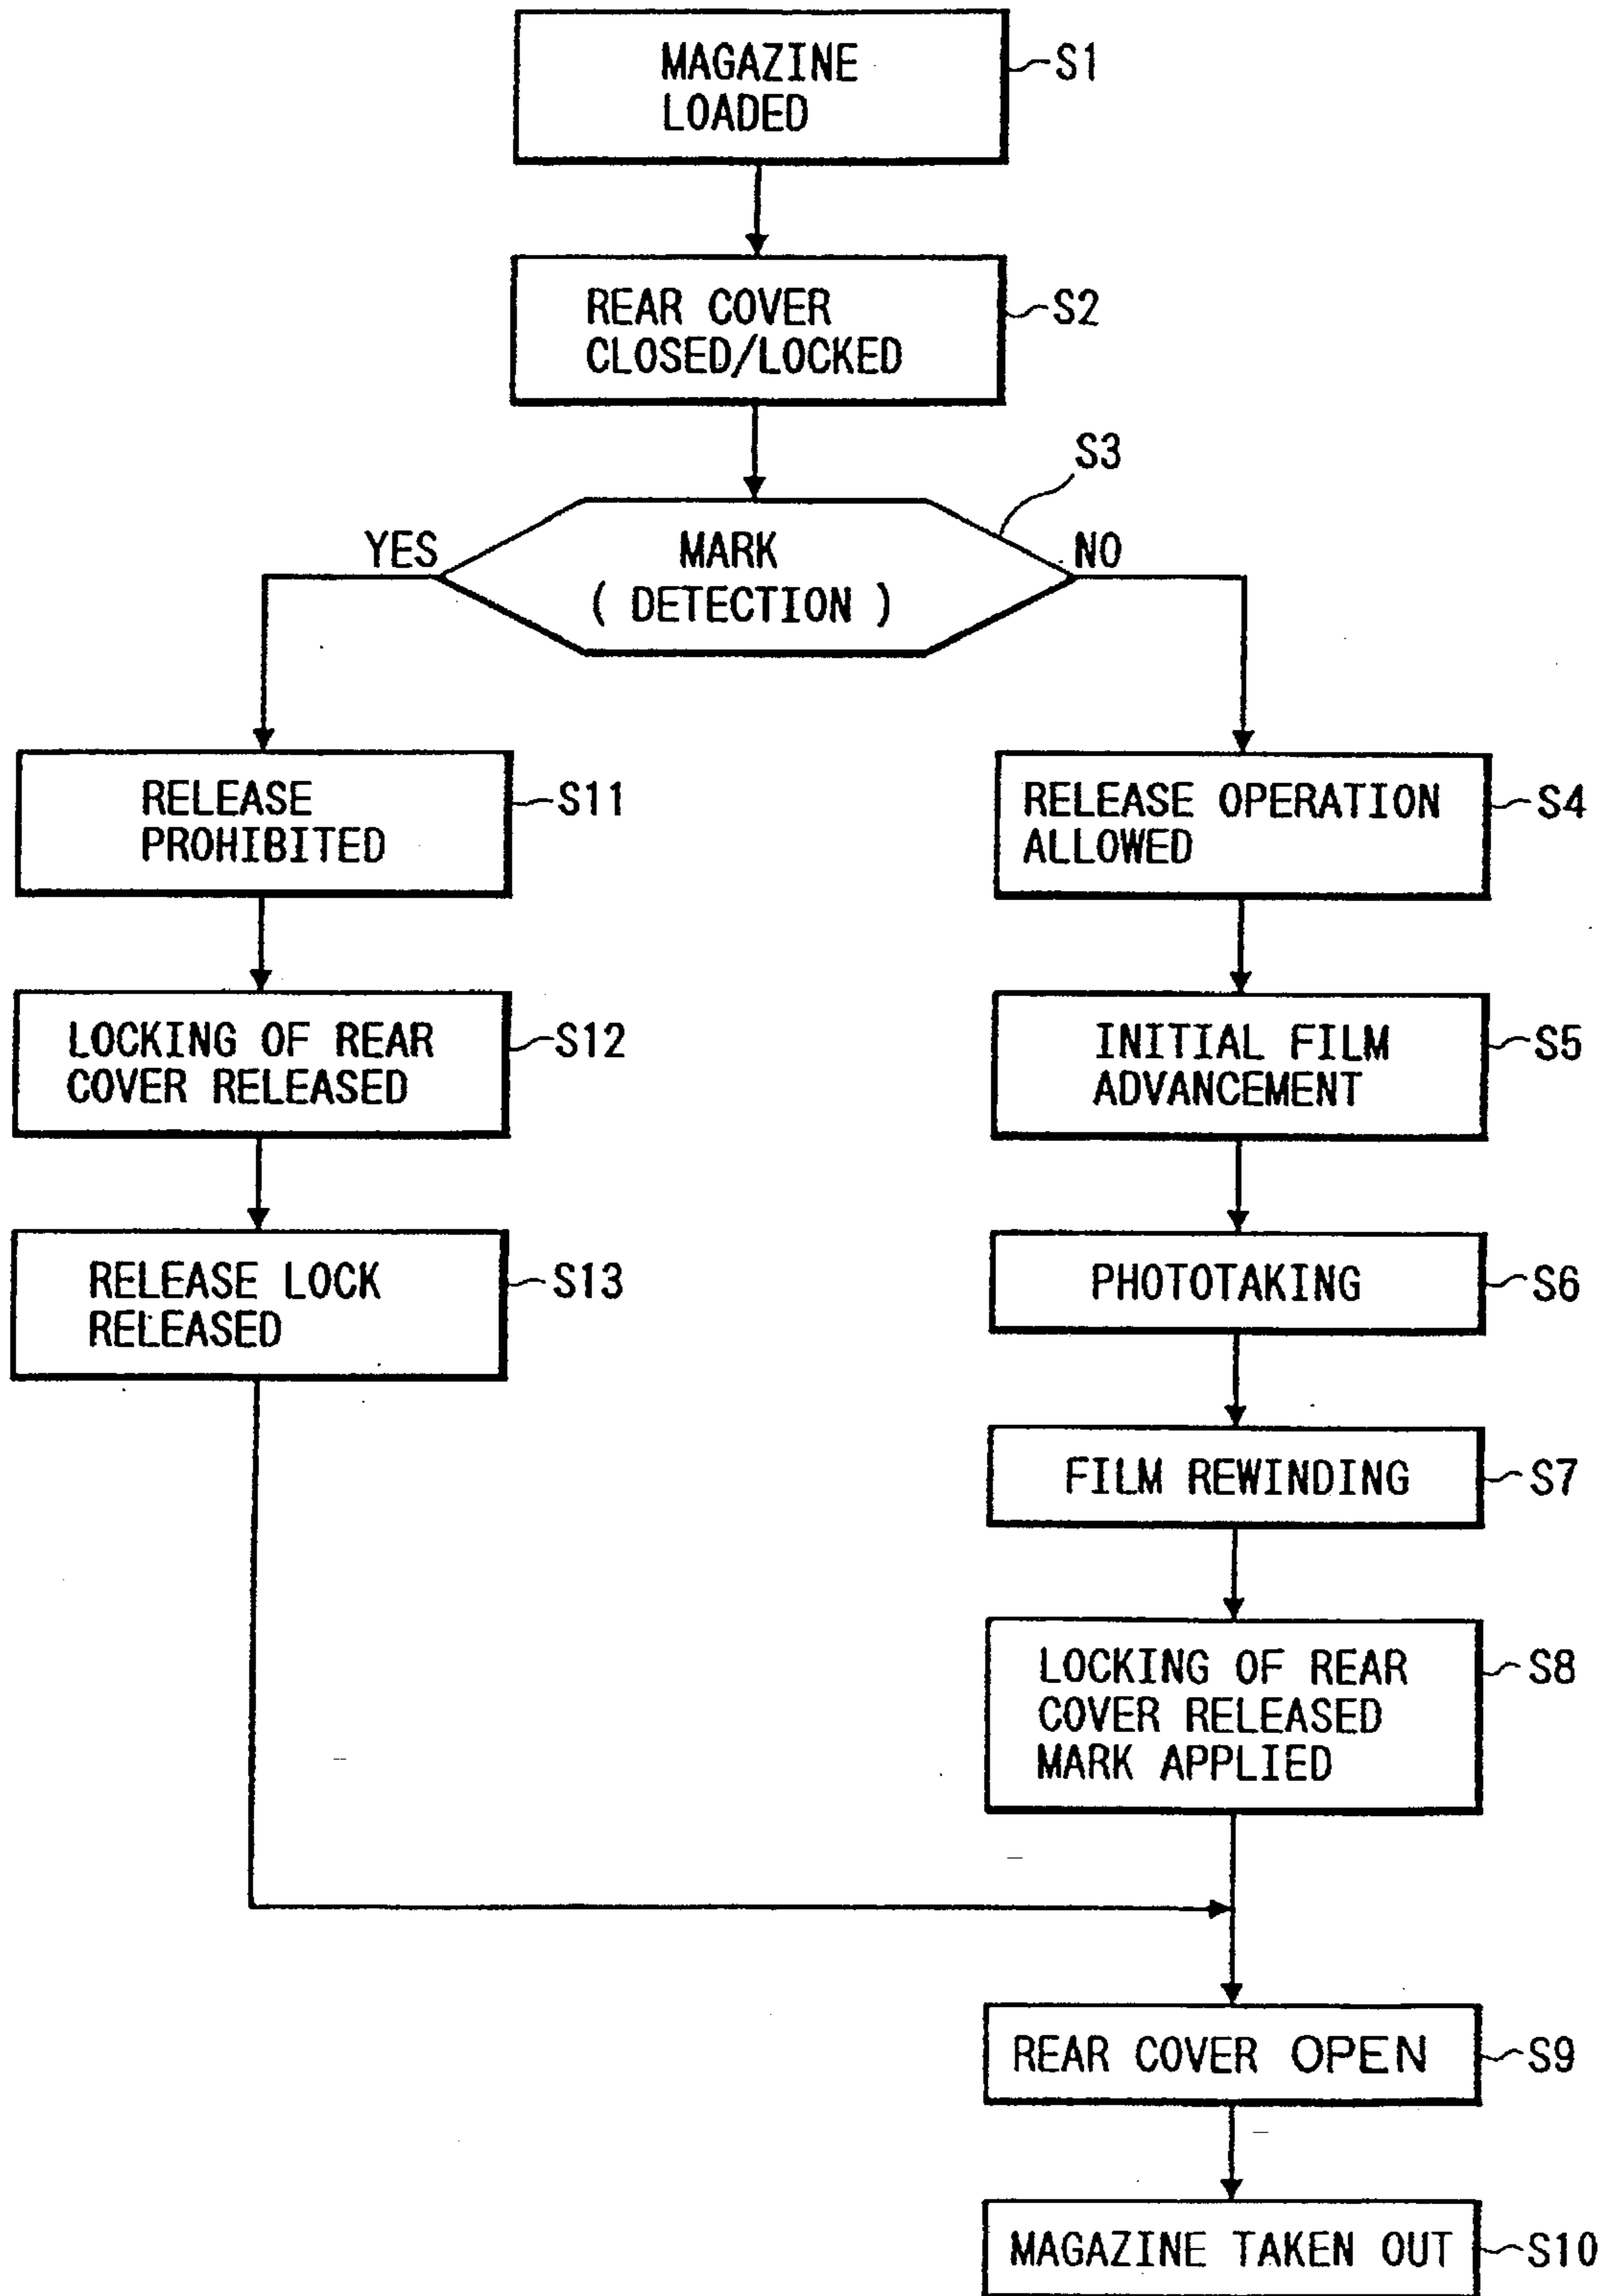 MAGAZINE
LOADED
S1
REAR COVER
CLOSED/LOCKED
S2
S3
YES
MARK
( DETECTION )
NO
RELEASE
PROHIBITED
S11
RELEASE OPERATION
ALLOWED
S4
LOCKING OF REAR
COVER RELEASED
S12
INITIAL FILM
ADVANCEMENT
S5
RELEASE LOCK
RELEASED
S13
PHOTOTAKING
S6
FILM REWINDING
S7
LOCKING OF REAR
COVER RELEASED
MARK APPLIED
S8
REAR COVER OPEN
S9
MAGAZINE TAKEN OUT
S10